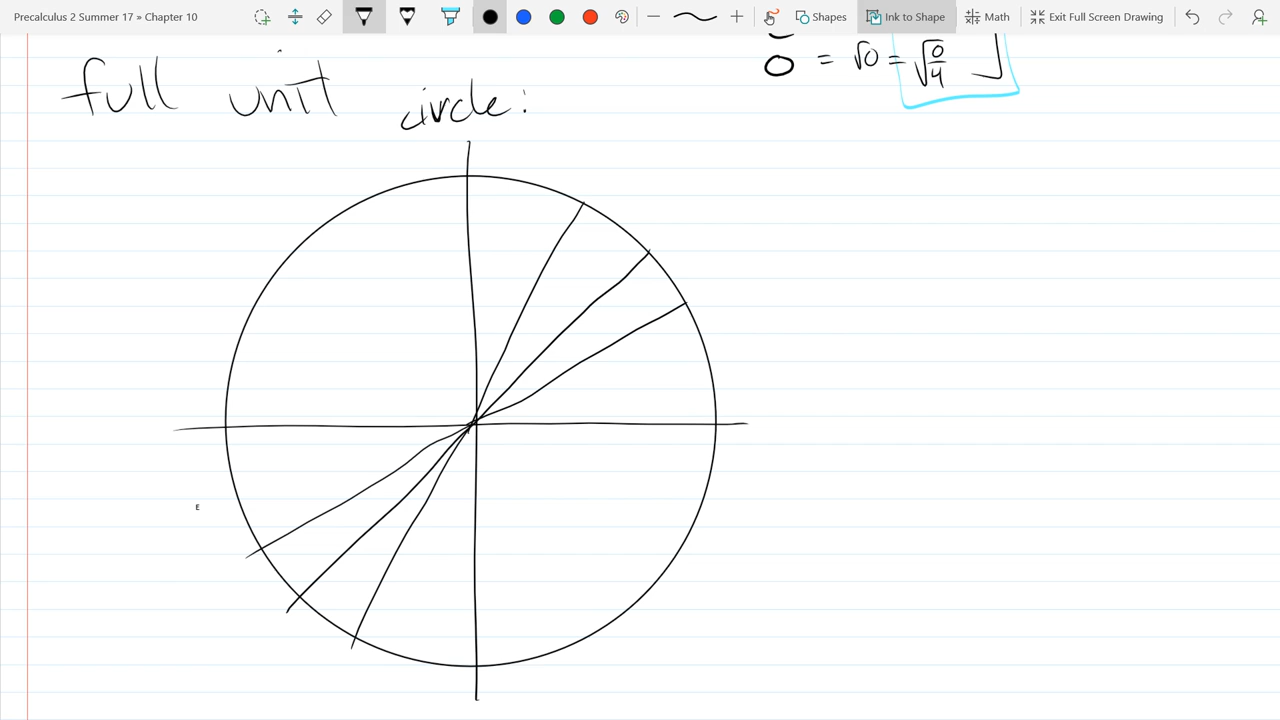 Precalculus 2 Summer 17 » Chapter 10
Shapes
Ink to Shape
Math
Exit Full Screen Drawing
0 = √0 = √0/4
full unit circle:
E